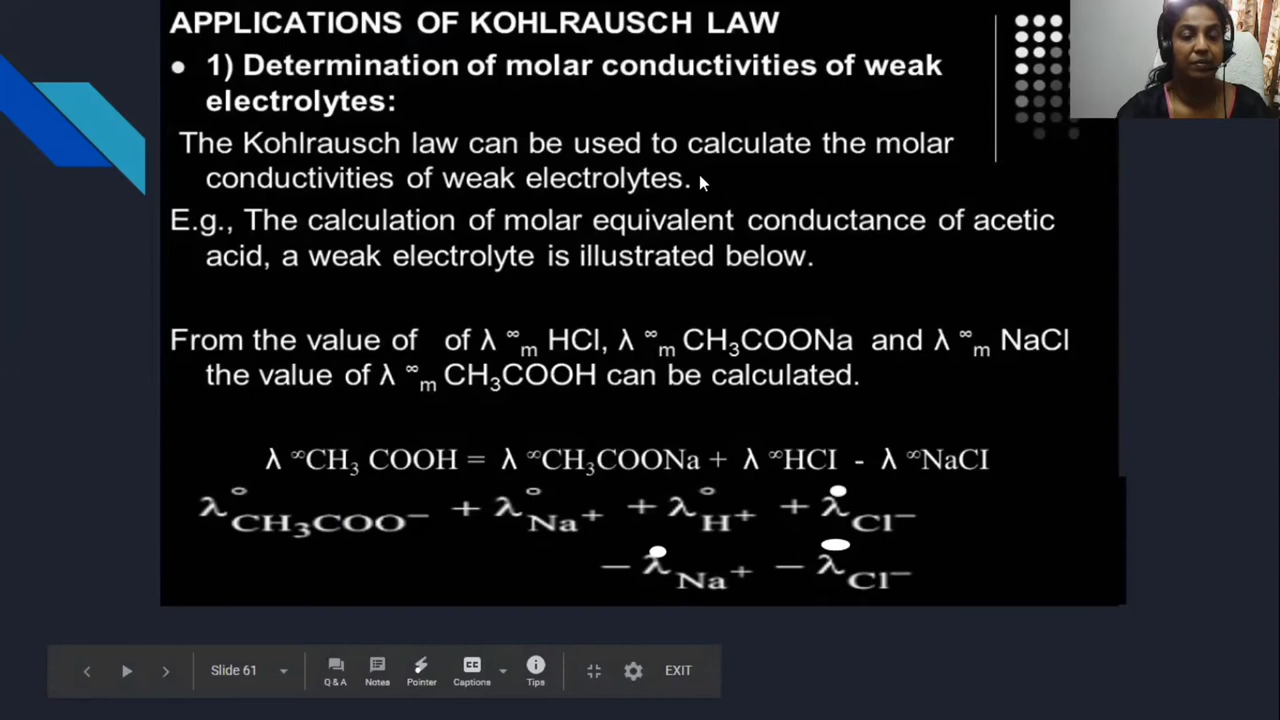 APPLICATIONS OF KOHLRAUSCH LAW
● 1) Determination of molar conductivities of weak
electrolytes:
The Kohlrausch law can be used to calculate the molar
conductivities of weak electrolytes.
E.g., The calculation of molar equivalent conductance of acetic
acid, a weak electrolyte is illustrated below.
From the value of of λ ∞m HCl, λ ∞m CH3COONa and λ ∞m NaCl
the value of λ ∞m CH3COOH can be calculated.
λ ∞CH3 COOH = λ ∞CH3COONa + λ ∞HCI - λ ∞NaCI
λ°CH3COO− + λ°Na+ + λ°H+ + λ•Cl−
− λ•Na+ − λ•Cl−
Slide 61
Q & A Notes Pointer Captions Tips
CC
EXIT